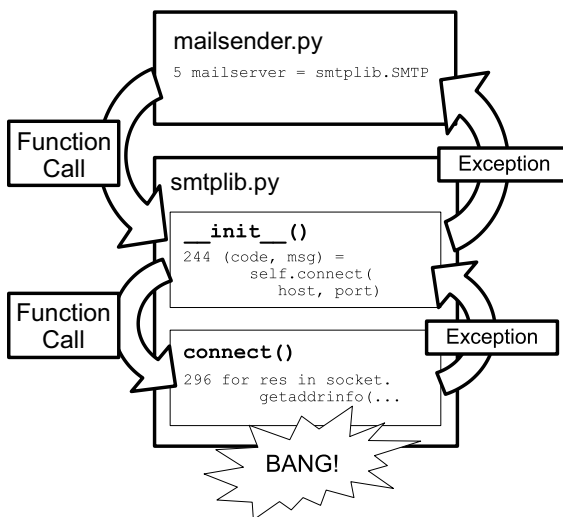 mailsender.py
5 mailserver = smtplib.SMTP
Function
Call
Exception
smtplib.py
__init__()
244 (code, msg) =
self.connect(
host, port)
Function
Call
Exception
connect()
296 for res in socket.
getaddrinfo(...
BANG!